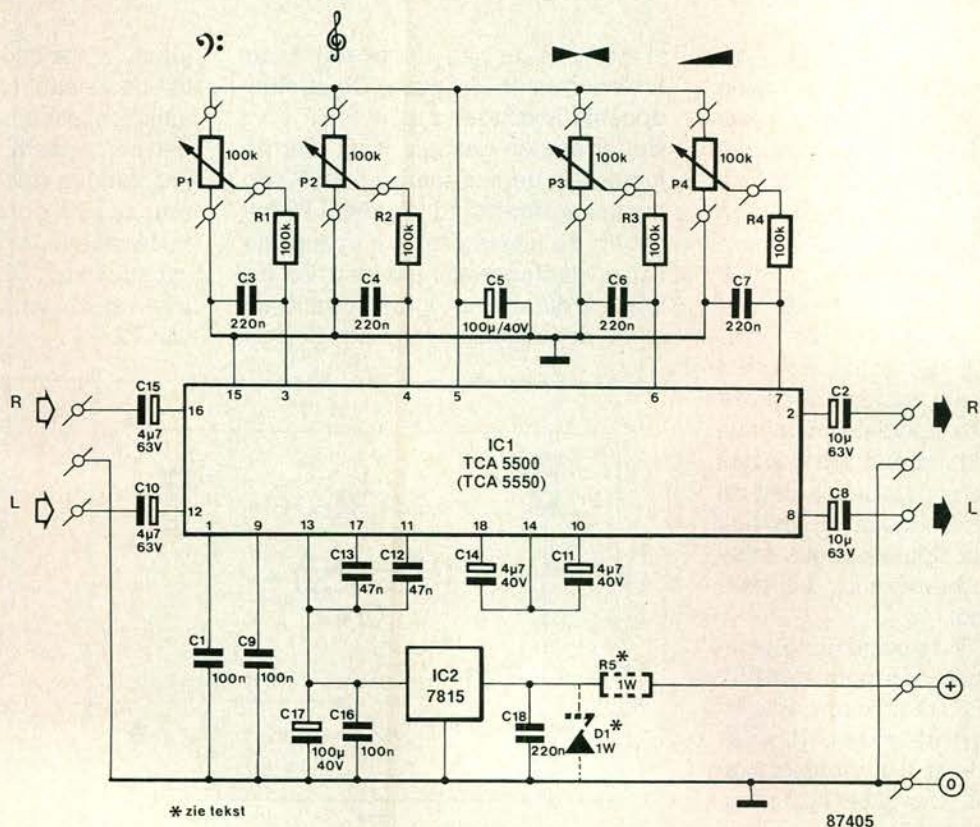 100k
P1
100k
P2
100k
P3
100k
P4
R1
100k
R2
100k
R3
100k
R4
100k
C3
220n
C4
220n
C5
100µ/40V
C6
220n
C7
220n
R
C15
4µ7
63V
16
15
3
4
5
6
7
2
C2
10µ
63V
R
IC1
TCA 5500
(TCA 5550)
L
C10
4µ7
63V
12
1
9
13
17
11
18
14
10
8
C8
10µ
63V
L
C13
47n
C12
47n
C14
4µ7
40V
C11
4µ7
40V
C1
100n
C9
100n
IC2
7815
R5*
1W
+
C17
100µ
40V
C16
100n
C18
220n
D1*
1W
0
* zie tekst
87405